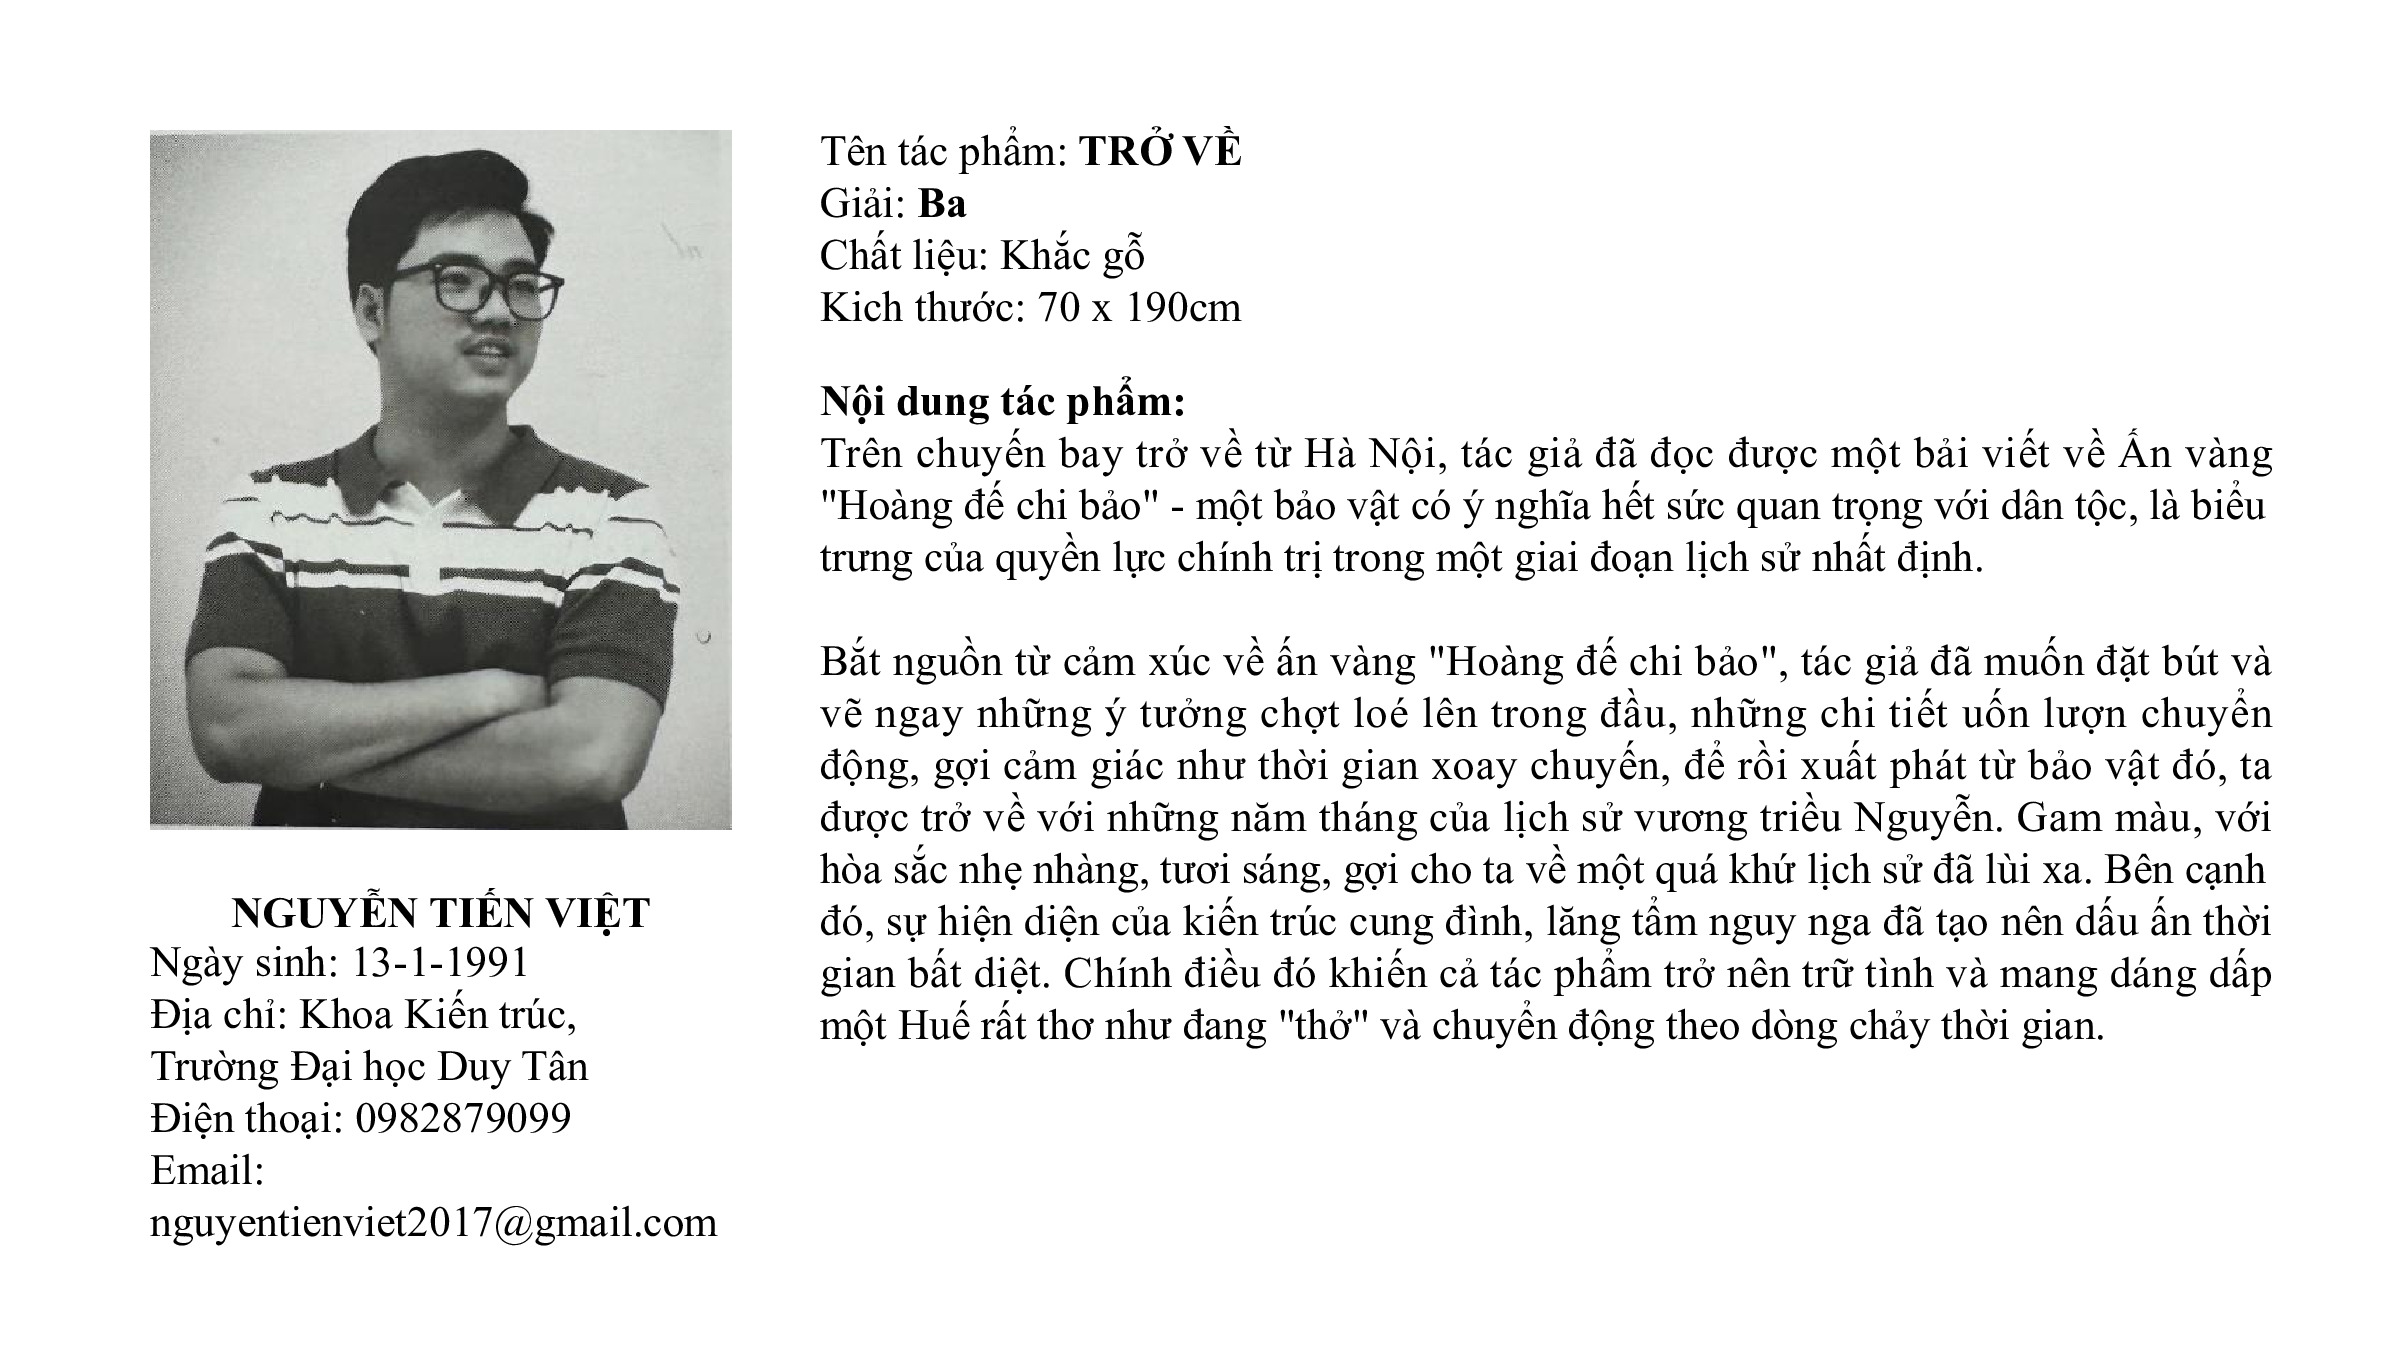 Tên tác phẩm: TRỞ VỀ
Giải: Ba
Chất liệu: Khắc gỗ
Kich thước: 70 x 190cm
Nội dung tác phẩm:
Trên chuyến bay trở về từ Hà Nội, tác giả đã đọc được một bải viết về Ấn vàng
"Hoàng đế chi bảo" - một bảo vật có ý nghĩa hết sức quan trọng với dân tộc, là biểu
trưng của quyền lực chính trị trong một giai đoạn lịch sử nhất định.
Bắt nguồn từ cảm xúc về ấn vàng "Hoàng đế chi bảo", tác giả đã muốn đặt bút và
vẽ ngay những ý tưởng chợt loé lên trong đầu, những chi tiết uốn lượn chuyển
động, gợi cảm giác như thời gian xoay chuyến, để rồi xuất phát từ bảo vật đó, ta
được trở về với những năm tháng của lịch sử vương triều Nguyễn. Gam màu, với
hòa sắc nhẹ nhàng, tươi sáng, gợi cho ta về một quá khứ lịch sử đã lùi xa. Bên cạnh
đó, sự hiện diện của kiến trúc cung đình, lăng tẩm nguy nga đã tạo nên dấu ấn thời
gian bất diệt. Chính điều đó khiến cả tác phẩm trở nên trữ tình và mang dáng dấp
một Huế rất thơ như đang "thở" và chuyển động theo dòng chảy thời gian.
NGUYỄN TIẾN VIỆT
Ngày sinh: 13-1-1991
Địa chỉ: Khoa Kiến trúc,
Trường Đại học Duy Tân
Điện thoại: 0982879099
Email:
nguyentienviet2017@gmail.com